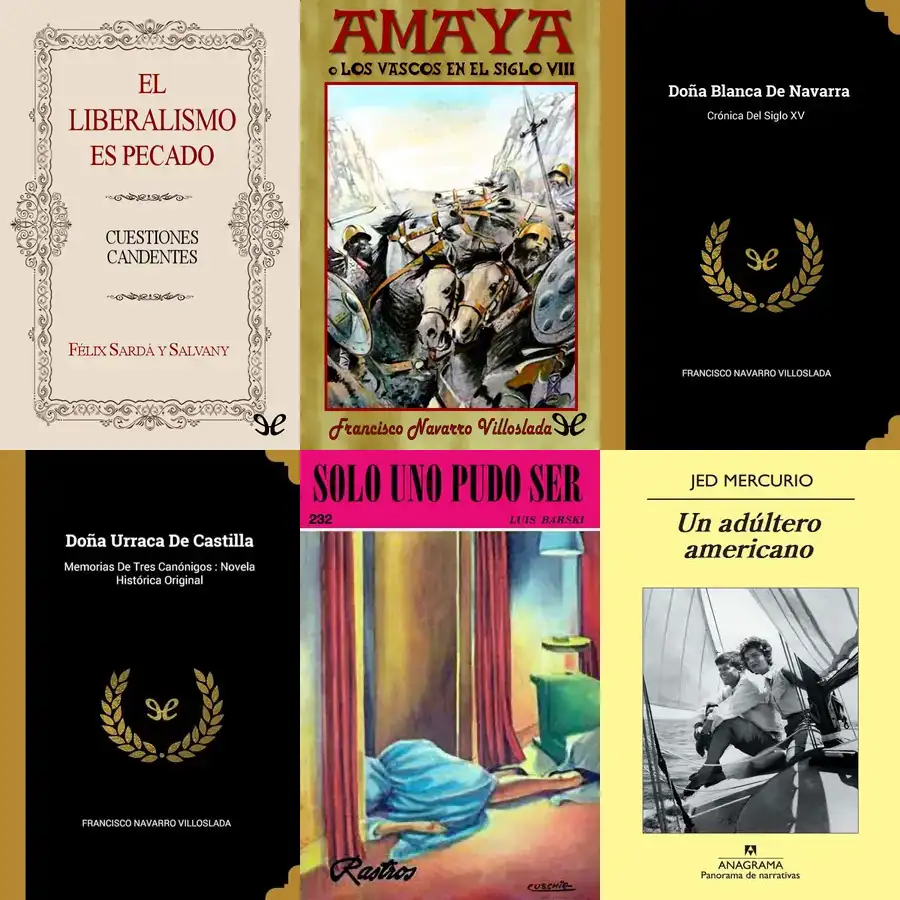 EL
LIBERALISMO
ES PECADO
CUESTIONES
CANDENTES
FÉLIX SARDÁ Y SALVANY
AMAYA
o LOS VASCOS EN EL SIGLO VIII
Francisco Navarro Villoslada
Doña Blanca De Navarra
Crónica Del Siglo XV
FRANCISCO NAVARRO VILLOSLADA
Doña Urraca De Castilla
Memorias De Tres Canónigos : Novela
Histórica Original
FRANCISCO NAVARRO VILLOSLADA
SOLO UNO PUDO SER
232
LUIS BARSKI
Rastros
JED MERCURIO
Un adúltero
americano
ANAGRAMA
Panorama de narrativas